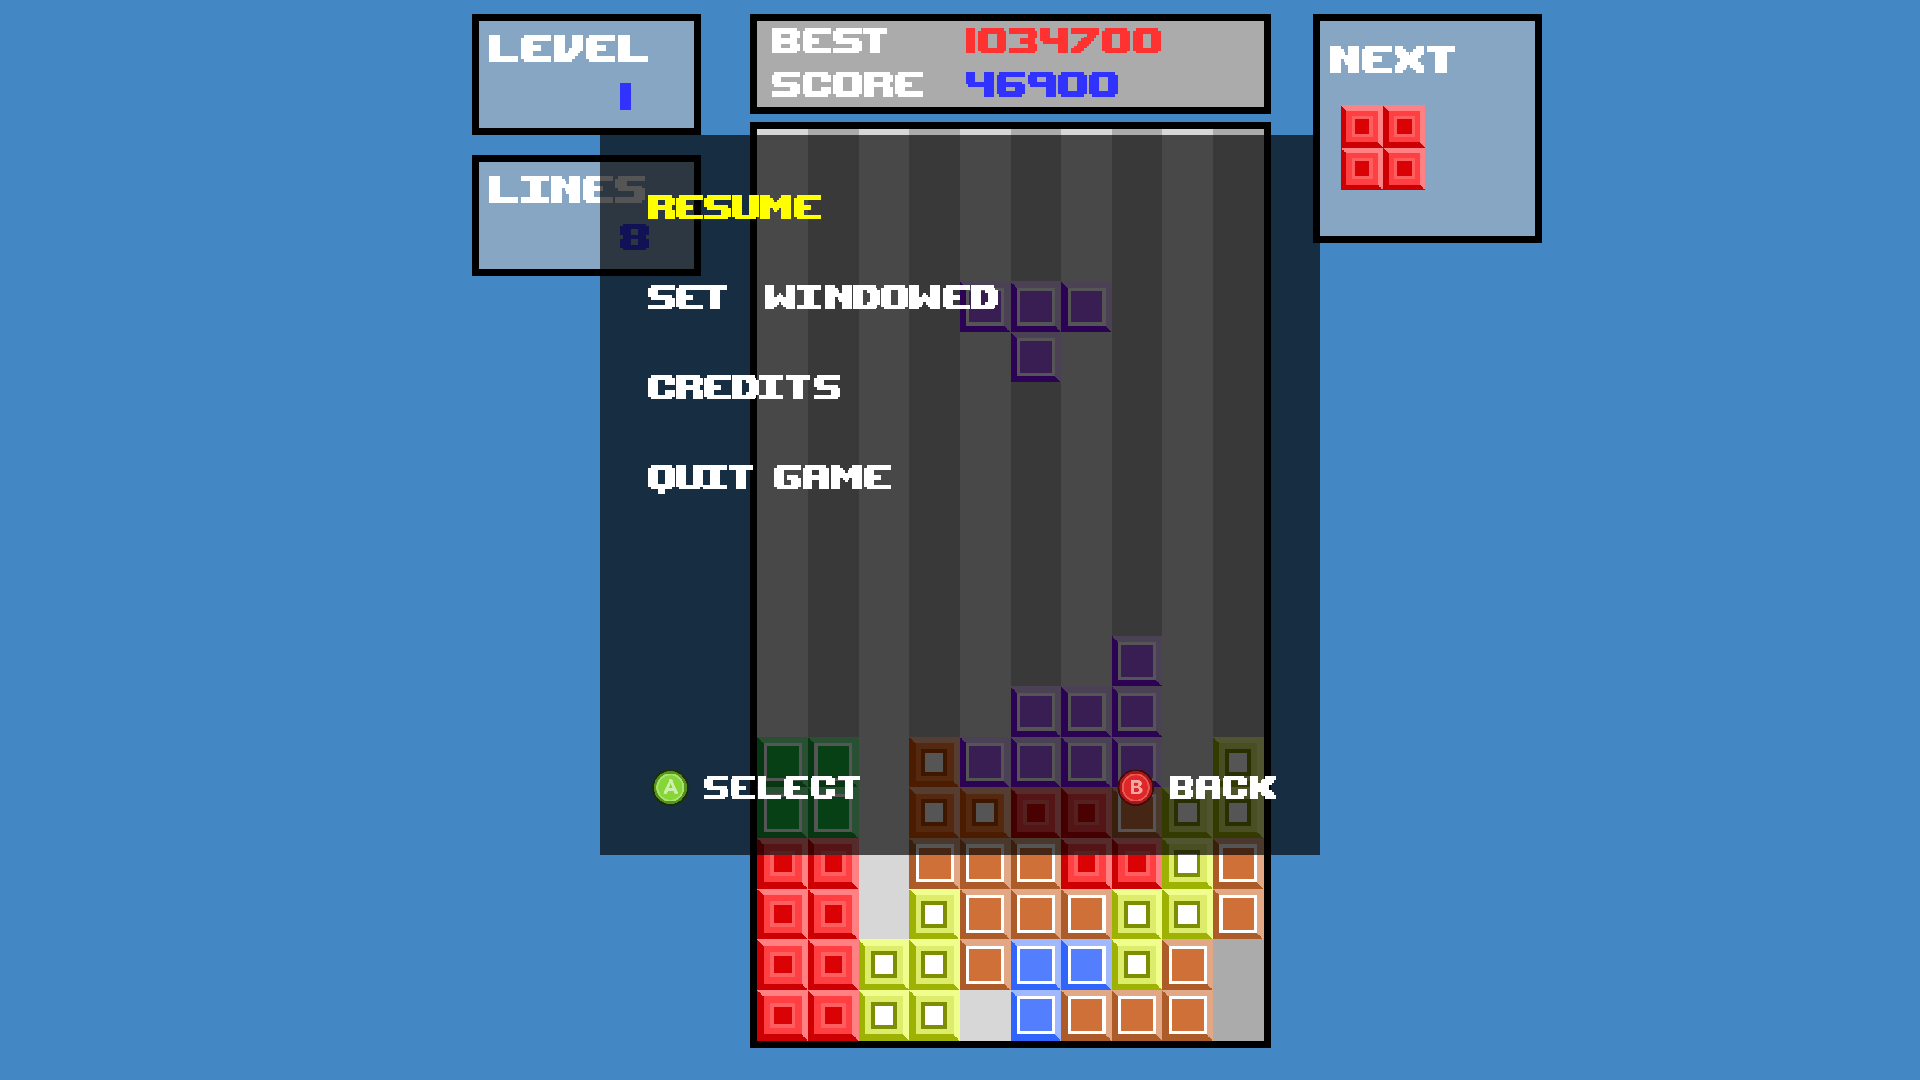 LEVEL
1
LINES
8
BEST 1034700
SCORE 46900
NEXT
RESUME
SET WINDOWED
CREDITS
QUIT GAME
A SELECT
B BACK